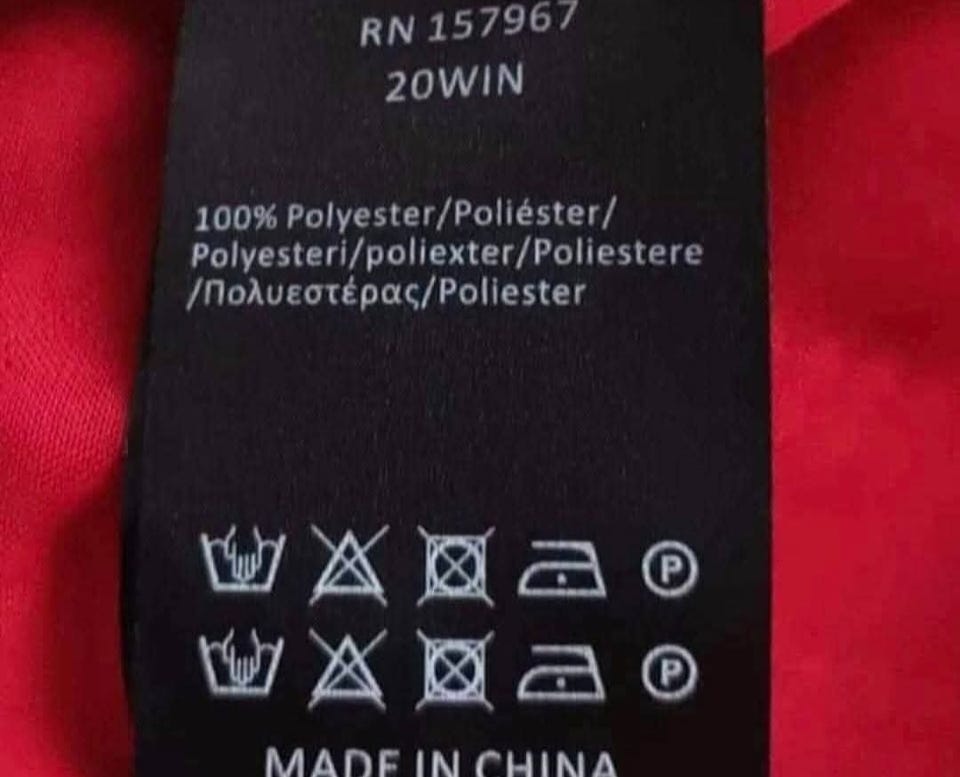 RN 157967
20WIN
100% Polyester/Poliéster/
Polyesteri/poliexter/Poliestere
/Πολυεστέρας/Poliester
P
P
MADE IN CHINA